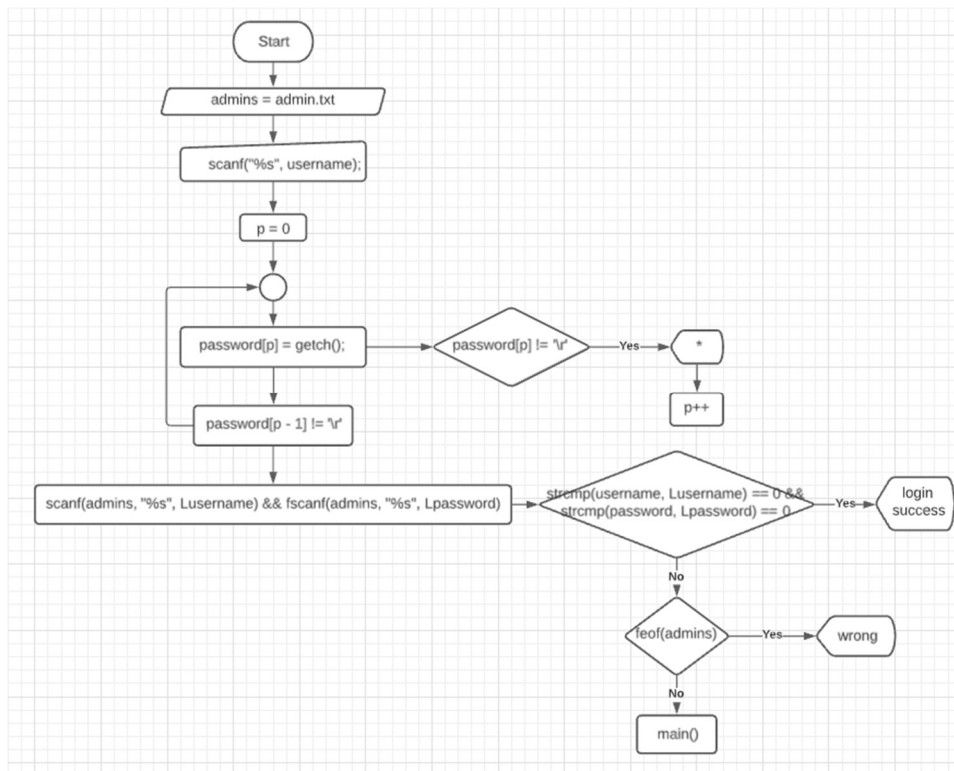 Start
admins = admin.txt
scanf("%s", username);
p = 0
password[p] = getch();
password[p] != '\r'
Yes
*
p++
password[p - 1] != '\r'
scanf(admins, "%s", Lusername) && fscanf(admins, "%s", Lpassword)
strcmp(username, Lusername) == 0 &&
strcmp(password, Lpassword) == 0
Yes
login
success
No
feof(admins)
Yes
wrong
No
main()